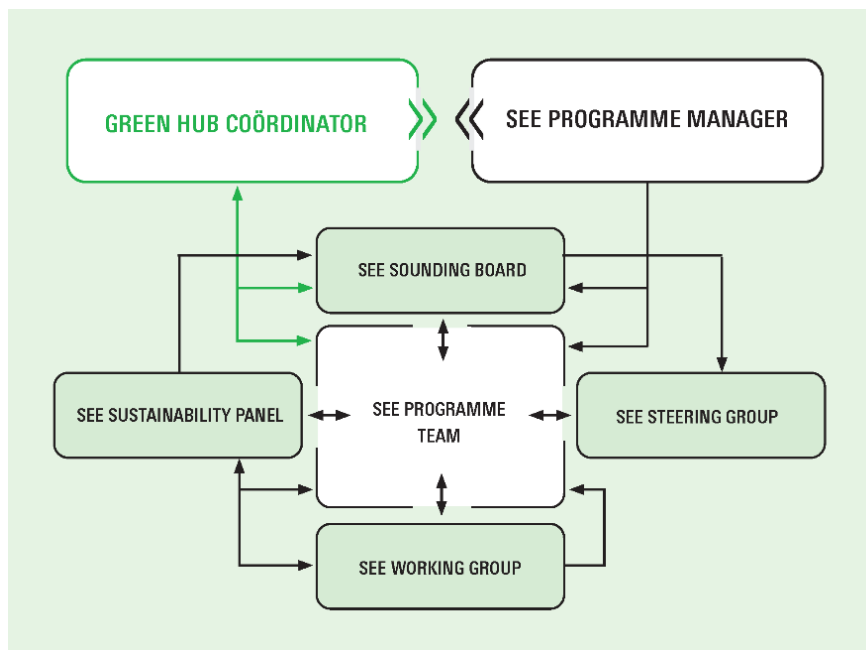 GREEN HUB COÖRDINATOR
SEE PROGRAMME MANAGER
SEE SOUNDING BOARD
SEE SUSTAINABILITY PANEL
SEE PROGRAMME
TEAM
SEE STEERING GROUP
SEE WORKING GROUP